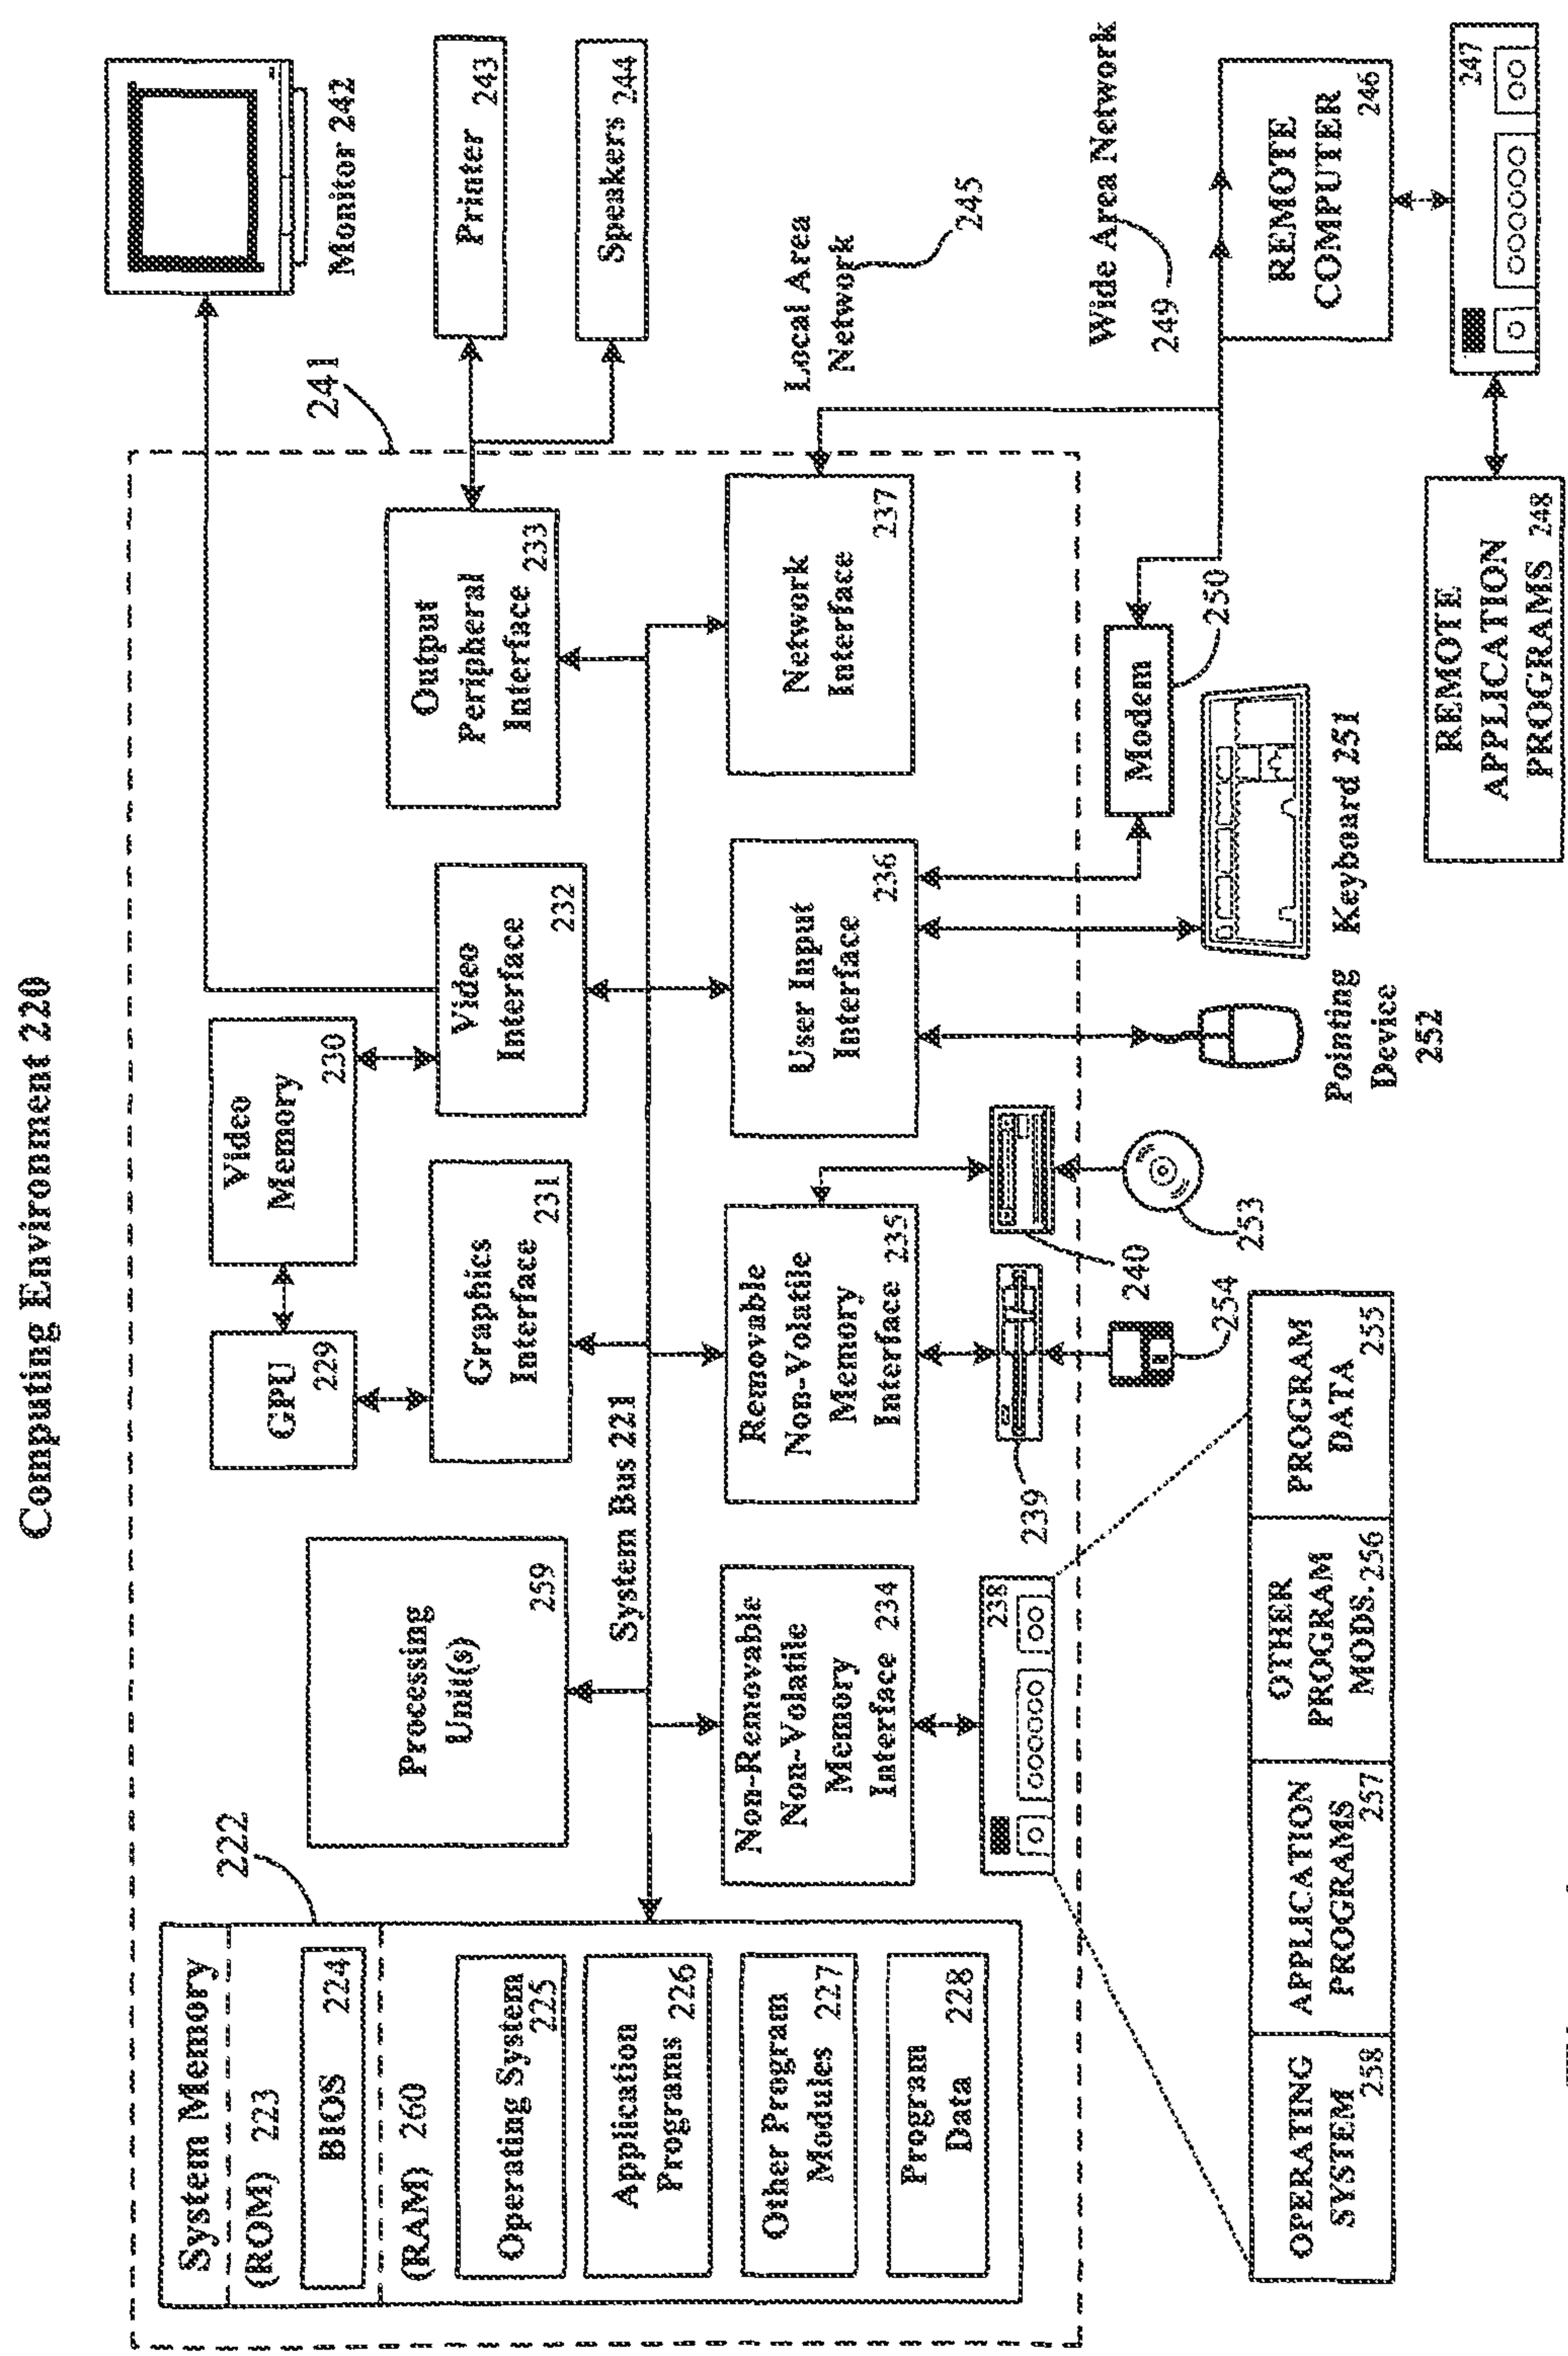 Computing Environment 220
222
System Memory
(ROM) 223
BIOS 224
(RAM) 260
Operating System
225
Application
Programs 226
Other Program
Modules 227
Program
Data 228
Processing
Unit(s)
259
GPU
229
Video
Memory
230
Graphics
Interface
231
Video
Interface
232
Output
Peripheral
Interface
233
241
Monitor 242
Printer 243
Speakers 244
System Bus 221
Non-Removable
Non-Volatile
Memory
Interface 234
Removable
Non-Volatile
Memory
Interface 235
User Input
Interface
236
Network
Interface
237
Local Area
Network
245
238
239
240
253
254
Modem
250
Wide Area Network
249
REMOTE
COMPUTER
246
247
Keyboard 251
Pointing
Device
252
REMOTE
APPLICATION
PROGRAMS 248
OPERATING
SYSTEM
258
APPLICATION
PROGRAMS
257
OTHER
PROGRAM
MODS. 256
PROGRAM
DATA
255